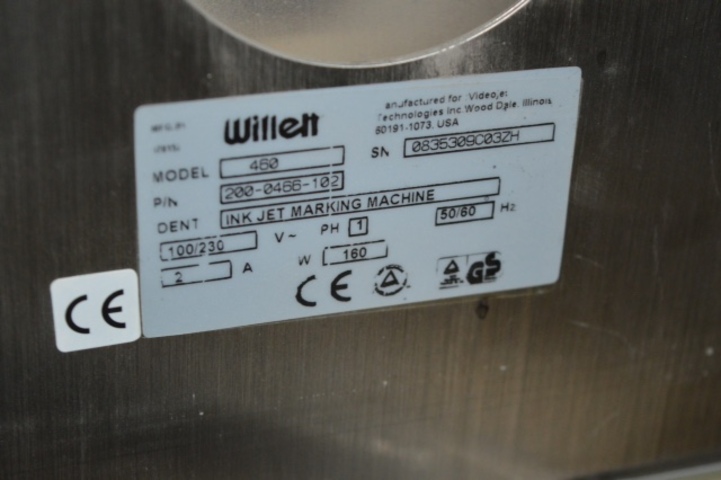 Willett
anufactured for Videojet
echnologies Inc. Wood Dale, Illinois
60191-1073, USA
MODEL 460
SN 0835309C03ZH
P/N 200-0466-102
DENT INK JET MARKING MACHINE
100/230 V~ PH 1 50/60 Hz
2 A W 160
CE GS
CE